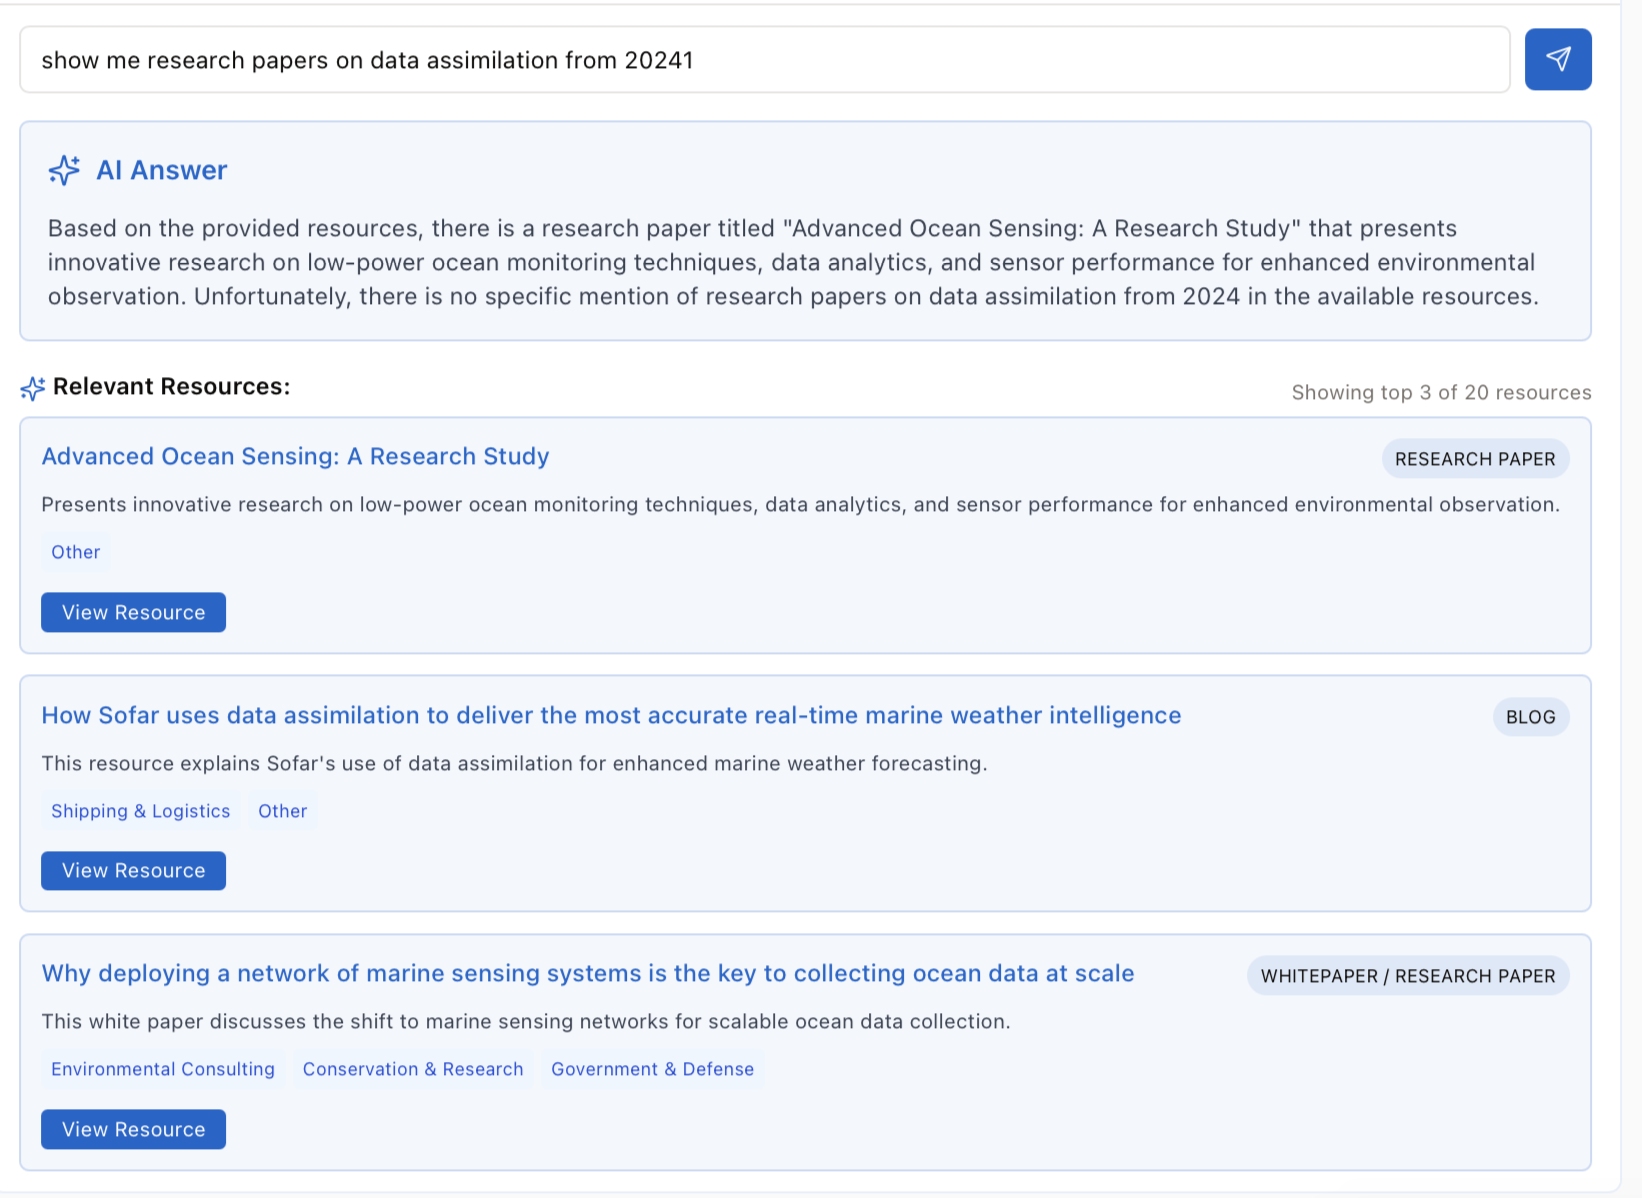 show me research papers on data assimilation from 20241
AI Answer
Based on the provided resources, there is a research paper titled "Advanced Ocean Sensing: A Research Study" that presents
innovative research on low-power ocean monitoring techniques, data analytics, and sensor performance for enhanced environmental
observation. Unfortunately, there is no specific mention of research papers on data assimilation from 2024 in the available resources.
Relevant Resources:
Showing top 3 of 20 resources
Advanced Ocean Sensing: A Research Study
RESEARCH PAPER
Presents innovative research on low-power ocean monitoring techniques, data analytics, and sensor performance for enhanced environmental observation.
Other
View Resource
How Sofar uses data assimilation to deliver the most accurate real-time marine weather intelligence
BLOG
This resource explains Sofar's use of data assimilation for enhanced marine weather forecasting.
Shipping & Logistics Other
View Resource
Why deploying a network of marine sensing systems is the key to collecting ocean data at scale
WHITEPAPER / RESEARCH PAPER
This white paper discusses the shift to marine sensing networks for scalable ocean data collection.
Environmental Consulting Conservation & Research Government & Defense
View Resource